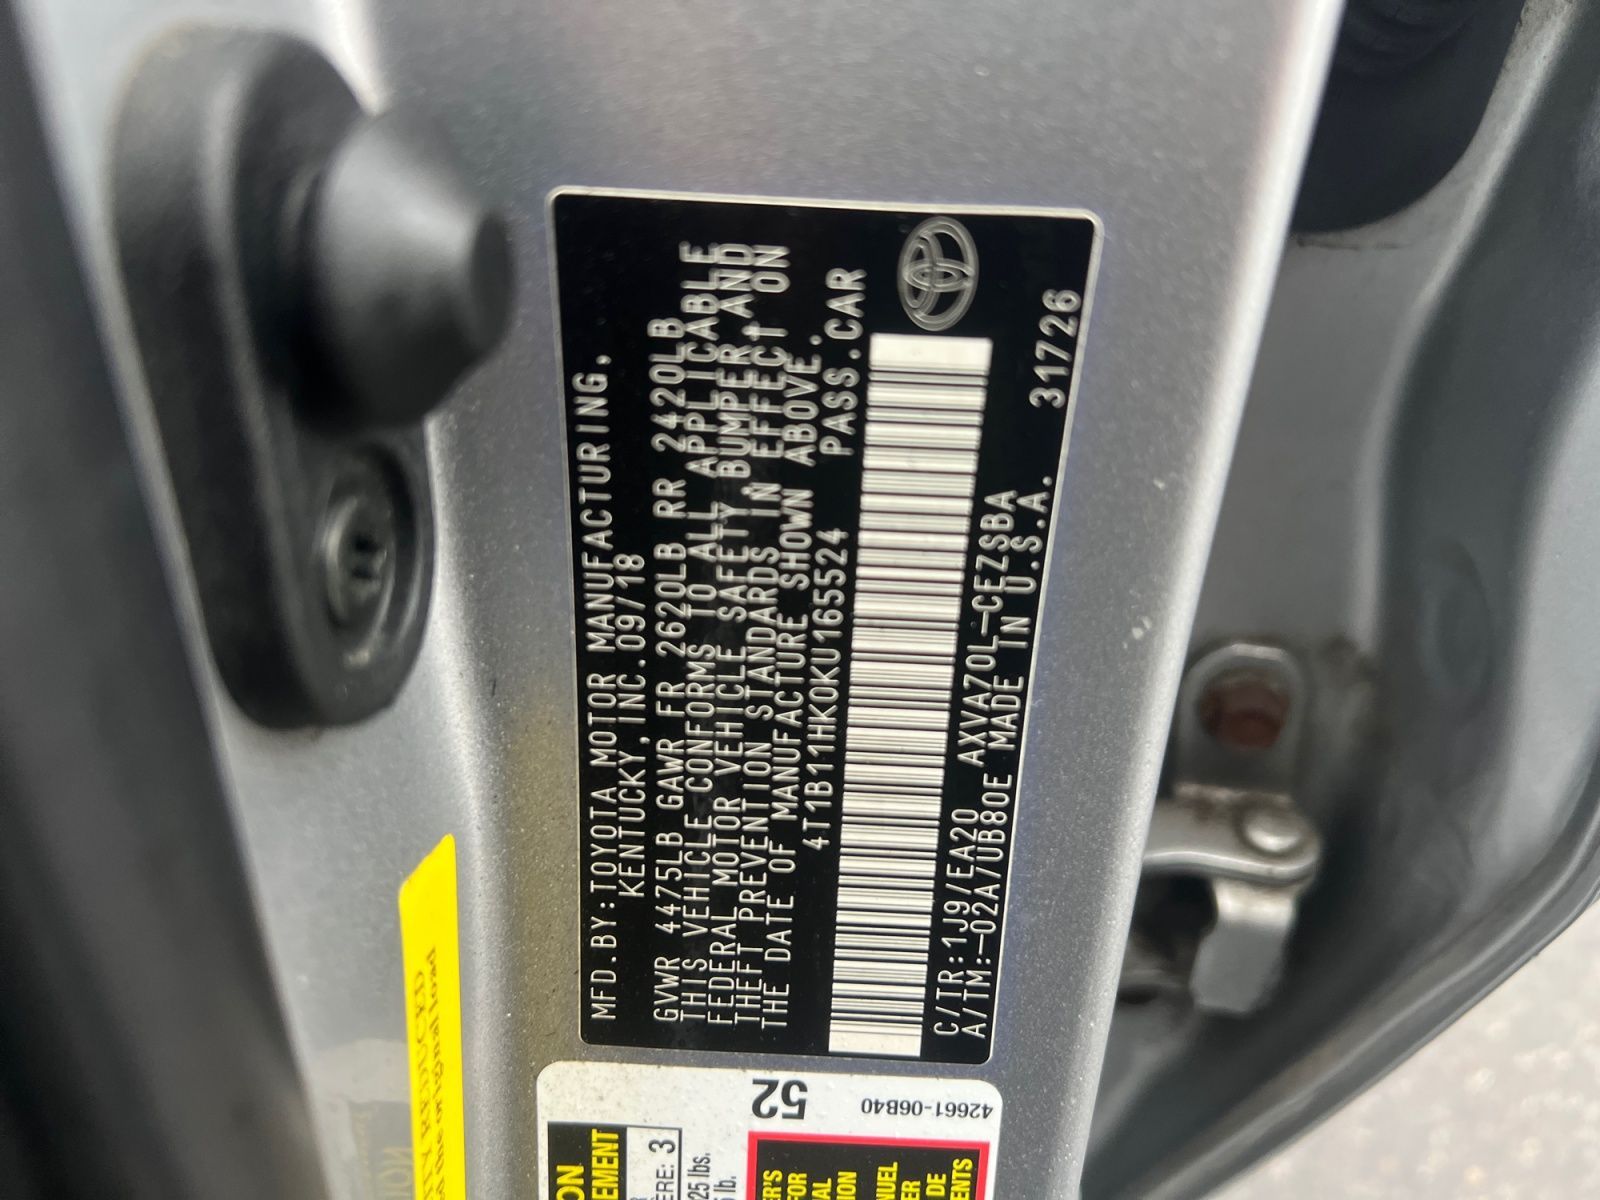 MFD.BY:TOYOTA MOTOR MANUFACTURING,
KENTUCKY,INC.09/18
GVWR 4475LB GAWR FR 2620LB RR 2420LB
THIS VEHICLE CONFORMS TO ALL APPLICABLE
FEDERAL MOTOR VEHICLE SAFETY,BUMPER,AND
THEFT PREVENTION STANDARDS IN EFFECT ON
THE DATE OF MANUFACTURE SHOWN ABOVE.
4T1B11HK0KU165524 PASS.CAR
C/TR:1J9/EA20 AXVA70L-CEZSBA
A/TM:-02A/UB80E MADE IN U.S.A. 31726
52
42661-06B40